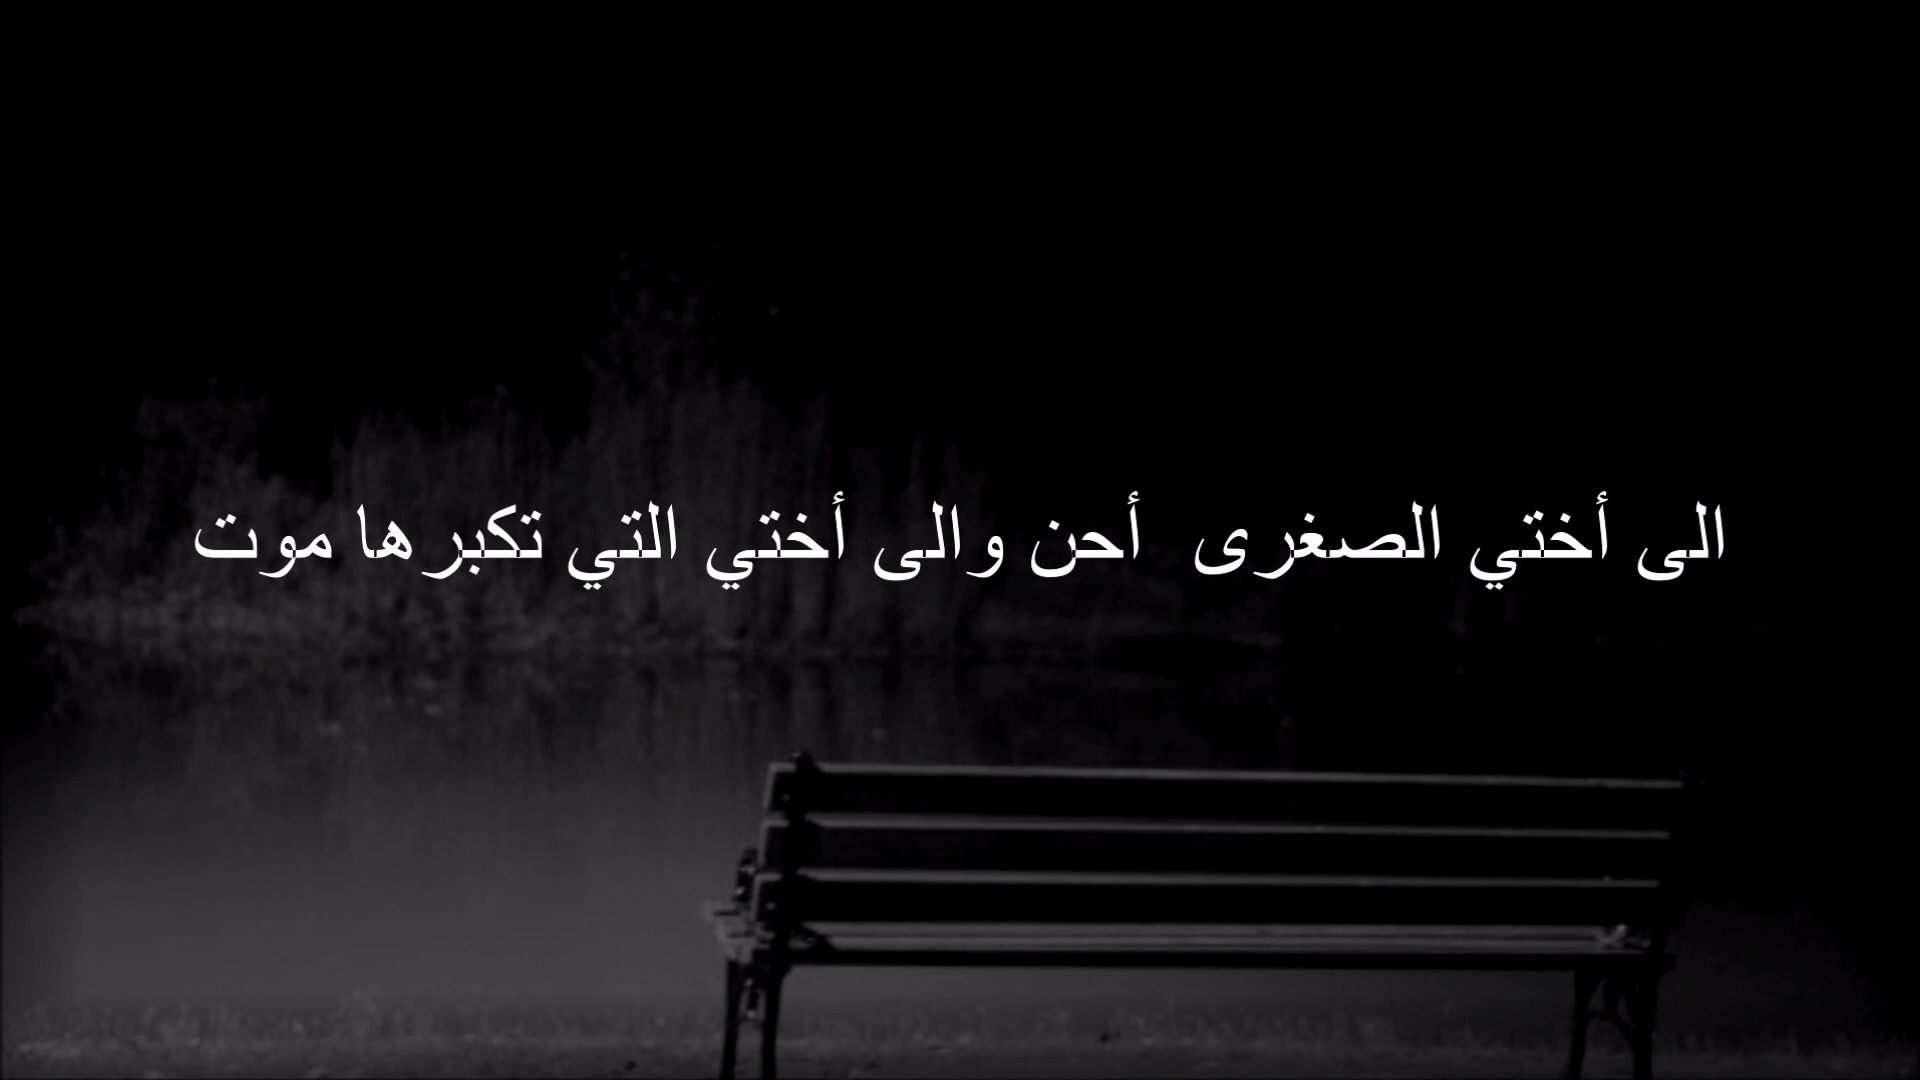 الى أختي الصغرى أحن والى أختي التي تكبرها موت